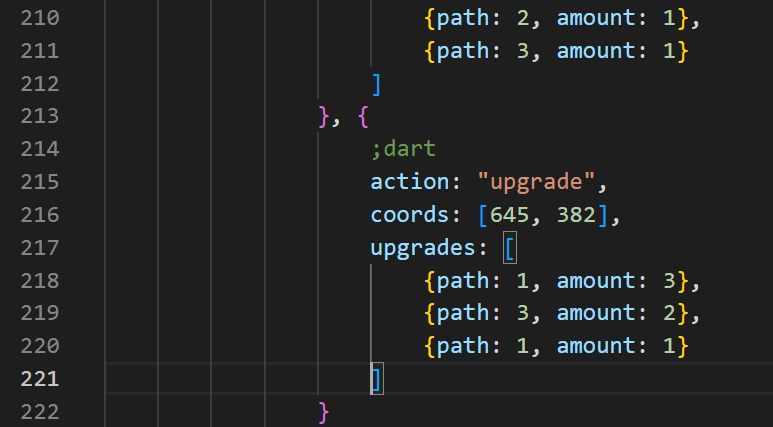 210 {path: 2, amount: 1},
211 {path: 3, amount: 1}
212 ]
213 }, {
214 ;dart
215 action: "upgrade",
216 coords: [645, 382],
217 upgrades: [
218 {path: 1, amount: 3},
219 {path: 3, amount: 2},
220 {path: 1, amount: 1}
221 ]
222 }